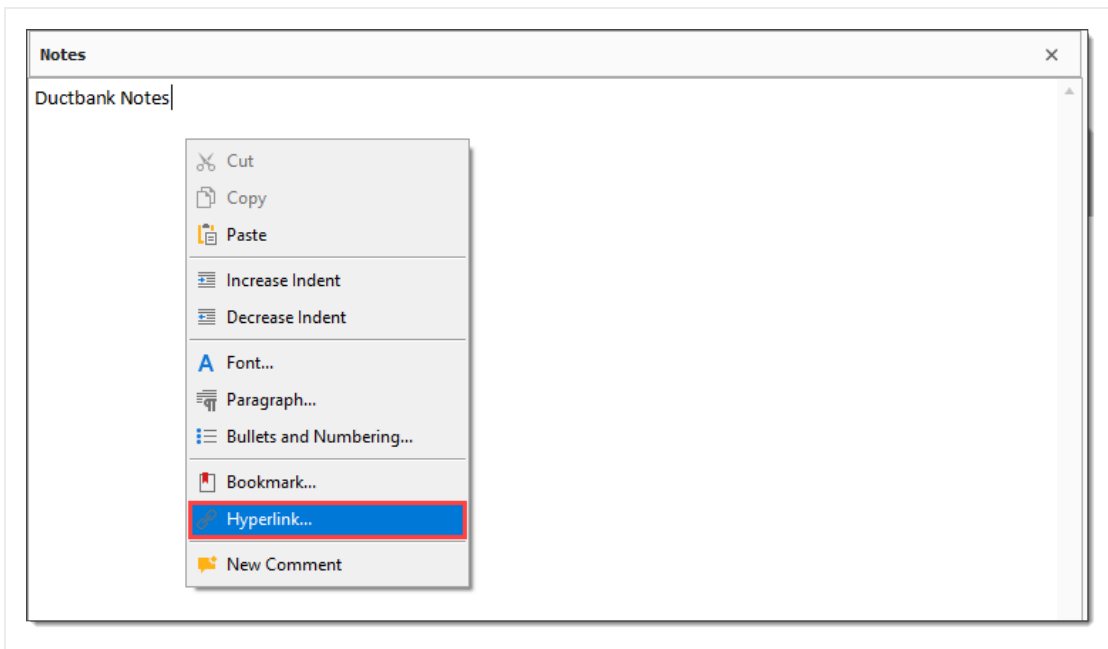 Notes
Ductbank Notes
Cut
Copy
Paste
Increase Indent
Decrease Indent
Font...
Paragraph...
Bullets and Numbering...
Bookmark...
Hyperlink...
New Comment